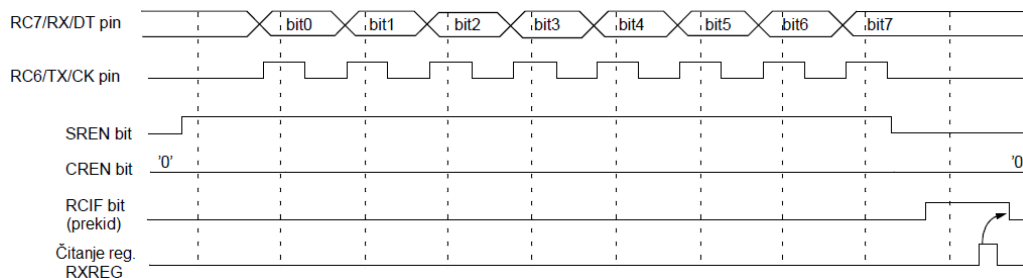 RC7/RX/DT pin
bit0 bit1 bit2 bit3 bit4 bit5 bit6 bit7
RC6/TX/CK pin
SREN bit
CREN bit
'0' '0
RCIF bit
(prekid)
Čitanje reg.
RXREG